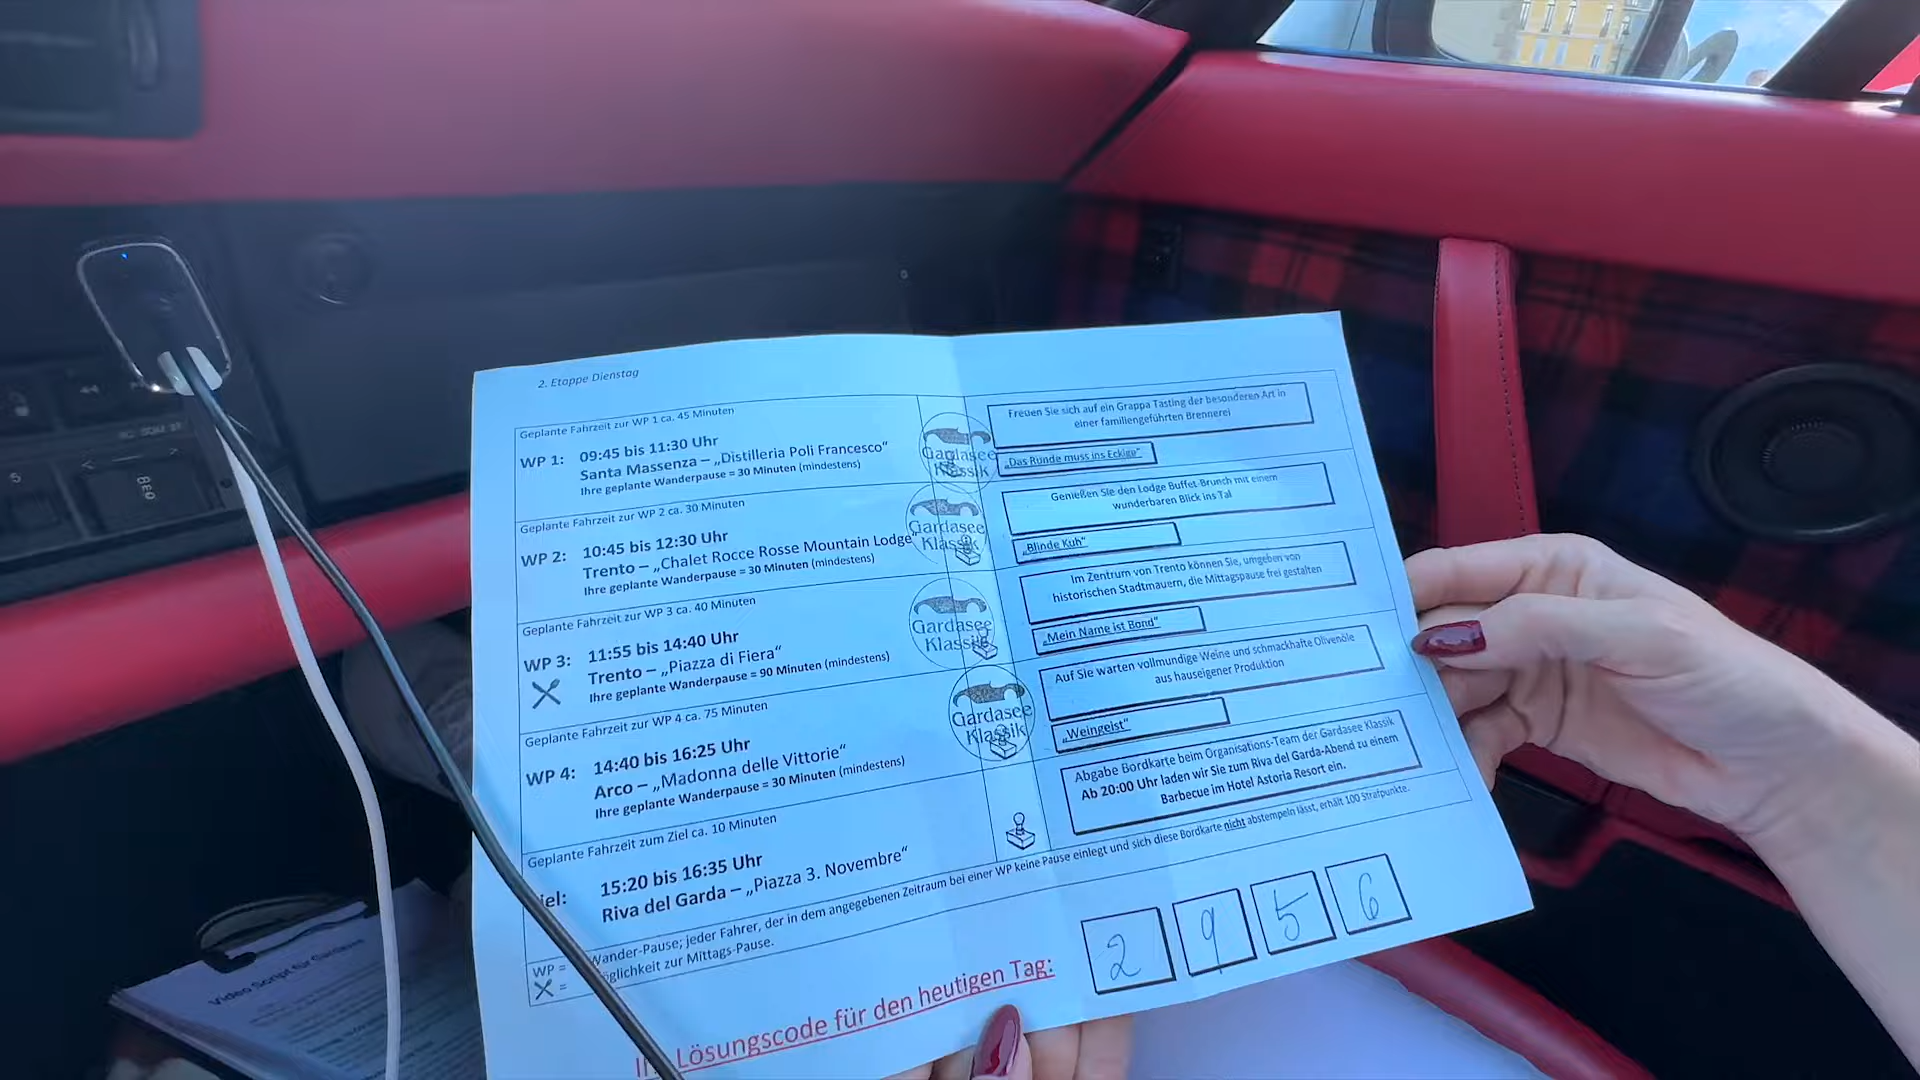 2. Etappe Dienstag
Geplante Fahrzeit zur WP 1 ca. 45 Minuten
WP 1: 09:45 bis 11:30 Uhr
Santa Massenza – „Distilleria Poli Francesco“
Ihre geplante Wanderpause = 30 Minuten (mindestens)
Gardasee
Klassik
Freuen Sie sich auf ein Grappa Tasting der besonderen Art in
einer familiengeführten Brennerei
„Das Runde muss ins Eckige“
Geplante Fahrzeit zur WP 2 ca. 30 Minuten
WP 2: 10:45 bis 12:30 Uhr
Trento – „Chalet Rocce Rosse Mountain Lodge“
Ihre geplante Wanderpause = 30 Minuten (mindestens)
Gardasee
Klassik
Genießen Sie den Lodge Buffet-Brunch mit einem
wunderbaren Blick ins Tal
„Blinde Kuh“
Geplante Fahrzeit zur WP 3 ca. 40 Minuten
WP 3: 11:55 bis 14:40 Uhr
Trento – „Piazza di Fiera“
Ihre geplante Wanderpause = 90 Minuten (mindestens)
Gardasee
Klassik
Im Zentrum von Trento können Sie, umgeben von
historischen Stadtmauern, die Mittagspause frei gestalten
„Mein Name ist Bond“
Geplante Fahrzeit zur WP 4 ca. 75 Minuten
WP 4: 14:40 bis 16:25 Uhr
Arco – „Madonna delle Vittorie“
Ihre geplante Wanderpause = 30 Minuten (mindestens)
Gardasee
Klassik
Auf Sie warten vollmundige Weine und schmackhafte Olivenöle
aus hauseigener Produktion
„Weingeist“
Geplante Fahrzeit zum Ziel ca. 10 Minuten
iel: 15:20 bis 16:35 Uhr
Riva del Garda – „Piazza 3. Novembre“
Abgabe Bordkarte beim Organisations-Team der Gardasee Klassik
Ab 20:00 Uhr laden wir Sie zum Riva del Garda-Abend zu einem
Barbecue im Hotel Astoria Resort ein.
WP = Wander-Pause; jeder Fahrer, der in dem angegebenen Zeitraum bei einer WP keine Pause einlegt und sich diese Bordkarte nicht abstempeln lässt, erhält 100 Strafpunkte.
= öglichkeit zur Mittags-Pause.
Lösungscode für den heutigen Tag:
2 9 5 6
Video Script für